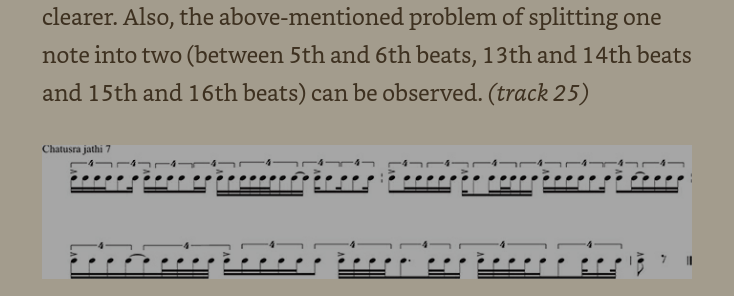 clearer. Also, the above-mentioned problem of splitting one
note into two (between 5th and 6th beats, 13th and 14th beats
and 15th and 16th beats) can be observed. (track 25)
Chatusra jathi 7
4 4 4 4 4 4 4 4 4 4 4 4 4
4 4 4 4 4 4 4